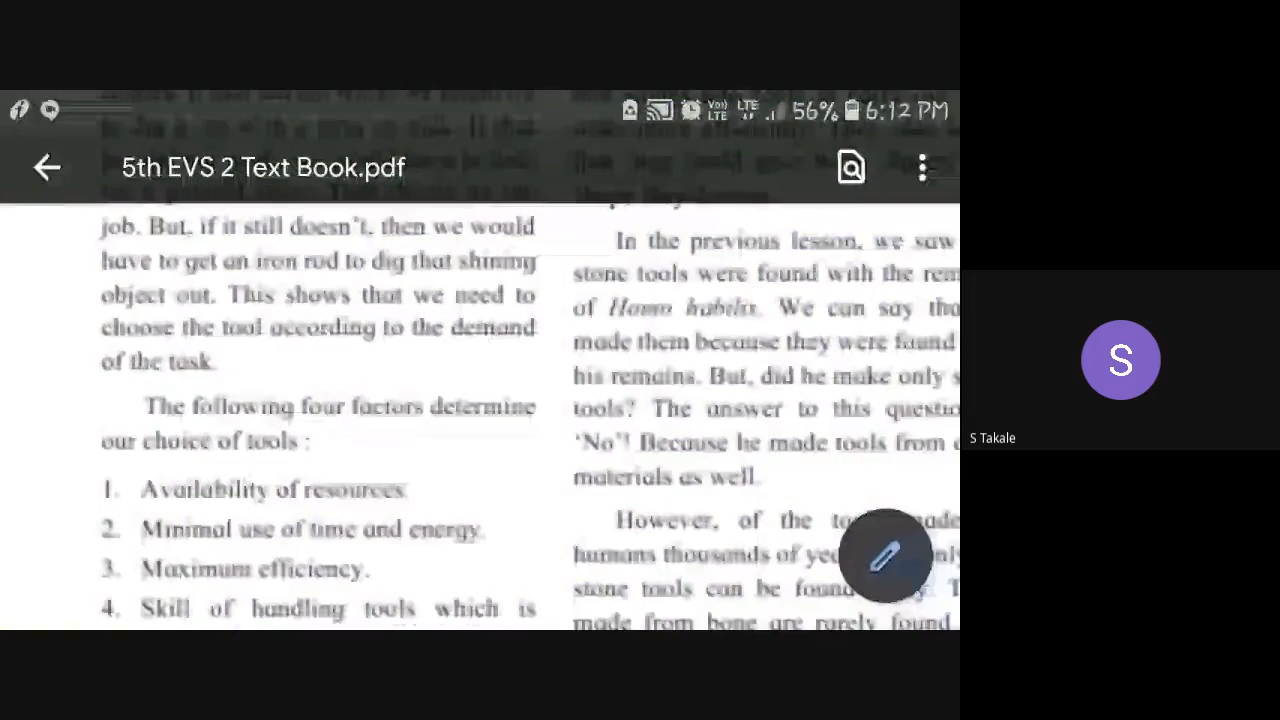 Vo))
LTE
LTE
56%
6:12 PM
5th EVS 2 Text Book.pdf
job. But, if it still doesn't, then we would
have to get an iron rod to dig that shining
object out. This shows that we need to
choose the tool according to the demand
of the task.
The following four factors determine
our choice of tools :
1. Availability of resources.
2. Minimal use of time and energy.
3. Maximum efficiency.
4. Skill of handling tools which is
In the previous lesson, we saw
stone tools were found with the rem
of Homo habilis. We can say tha
made them because they were found
his remains. But, did he make only s
tools? The answer to this questio
'No'! Because he made tools from
materials as well.
However, of the made
humans thousands of
stone tools can be found
made from bone are rarely found
S
S Takale